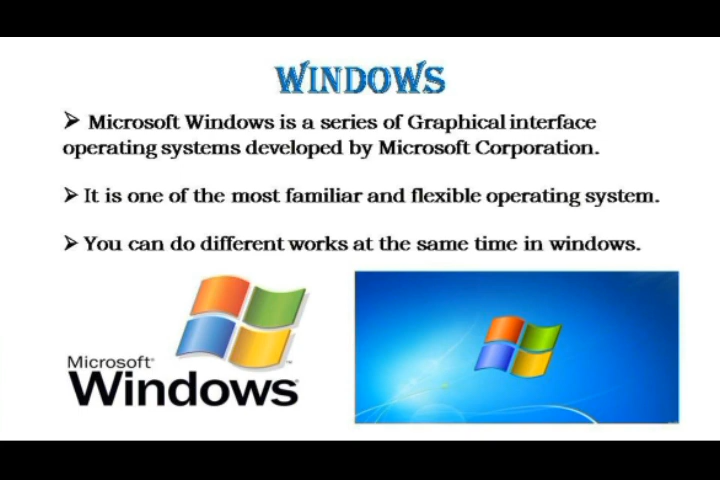 WINDOWS
➢ Microsoft Windows is a series of Graphical interface
operating systems developed by Microsoft Corporation.
➢ It is one of the most familiar and flexible operating system.
➢ You can do different works at the same time in windows.
Microsoft®
Windows®